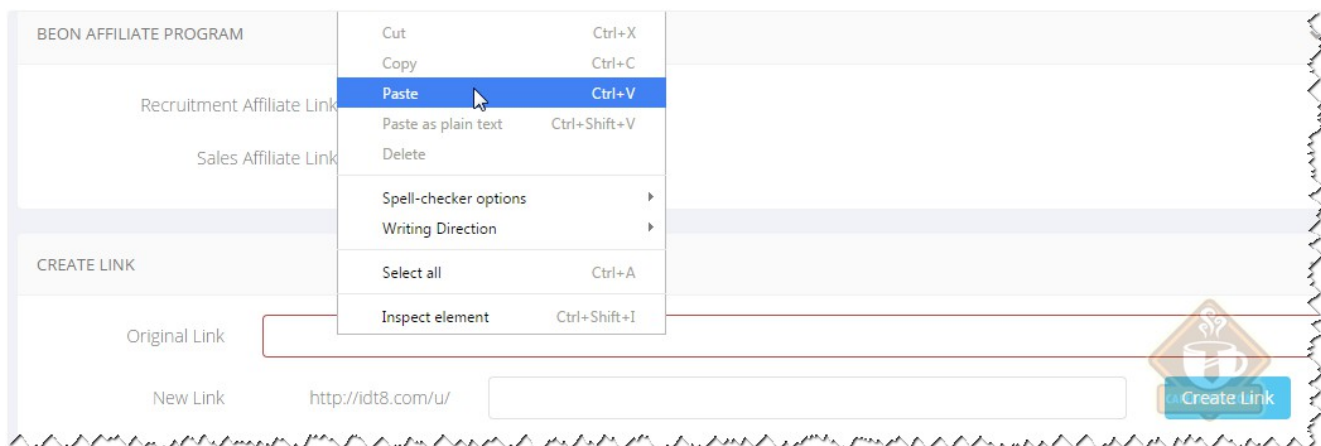 BEON AFFILIATE PROGRAM
Recruitment Affiliate Link
Sales Affiliate Link
Cut Ctrl+X
Copy Ctrl+C
Paste Ctrl+V
Paste as plain text Ctrl+Shift+V
Delete
Spell-checker options
Writing Direction
Select all Ctrl+A
Inspect element Ctrl+Shift+I
CREATE LINK
Original Link
New Link http://idt8.com/u/
Create Link